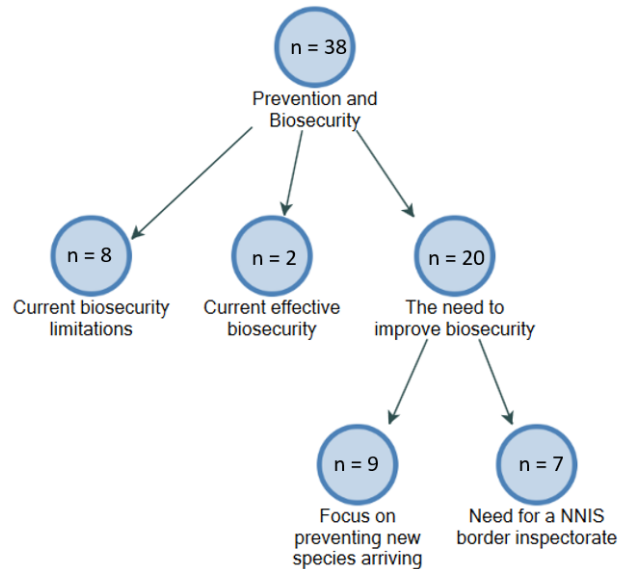 n = 38
Prevention and
Biosecurity
n = 8
Current biosecurity
limitations
n = 2
Current effective
biosecurity
n = 20
The need to
improve biosecurity
n = 9
Focus on
preventing new
species arriving
n = 7
Need for a NNIS
border inspectorate